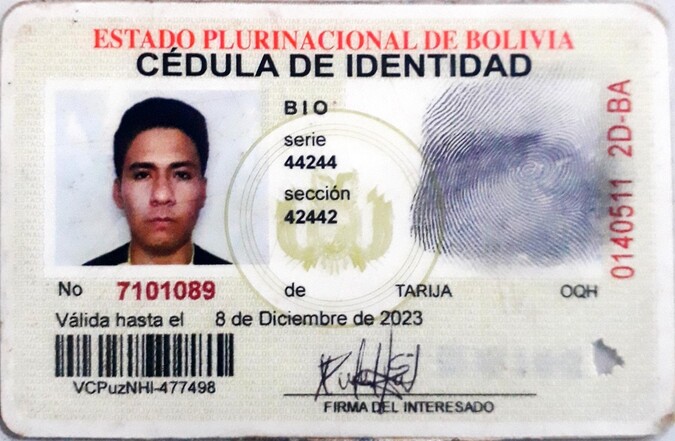 ESTADO PLURINACIONAL DE BOLIVIA
CÉDULA DE IDENTIDAD
BIO
serie
44244
sección
42442
0140511 2D-BA
No 7101089 de TARIJA OQH
Válida hasta el 8 de Diciembre de 2023
VCPuzNHl-477498
FIRMA DEL INTERESADO